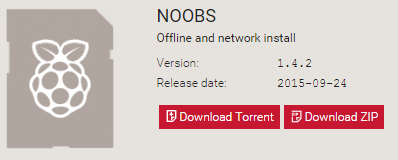 NOOBS
Offline and network install
Version: 1.4.2
Release date: 2015-09-24
Download Torrent Download ZIP